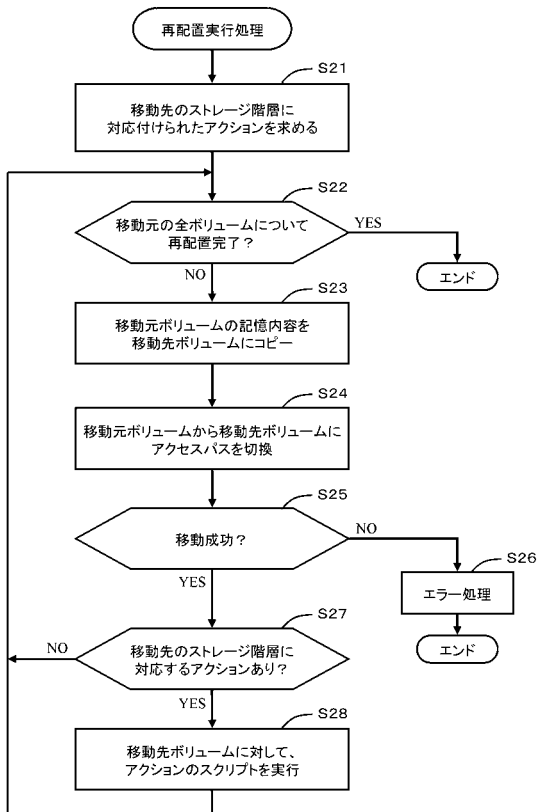 再配置実行処理
S21
移動先のストレージ階層に
対応付けられたアクションを求める
S22
移動元の全ボリュームについて
再配置完了?
YES
エンド
NO
S23
移動元ボリュームの記憶内容を
移動先ボリュームにコピー
S24
移動元ボリュームから移動先ボリュームに
アクセスパスを切換
S25
移動成功?
NO
S26
エラー処理
エンド
YES
S27
移動先のストレージ階層に
対応するアクションあり?
NO
YES
S28
移動先ボリュームに対して、
アクションのスクリプトを実行